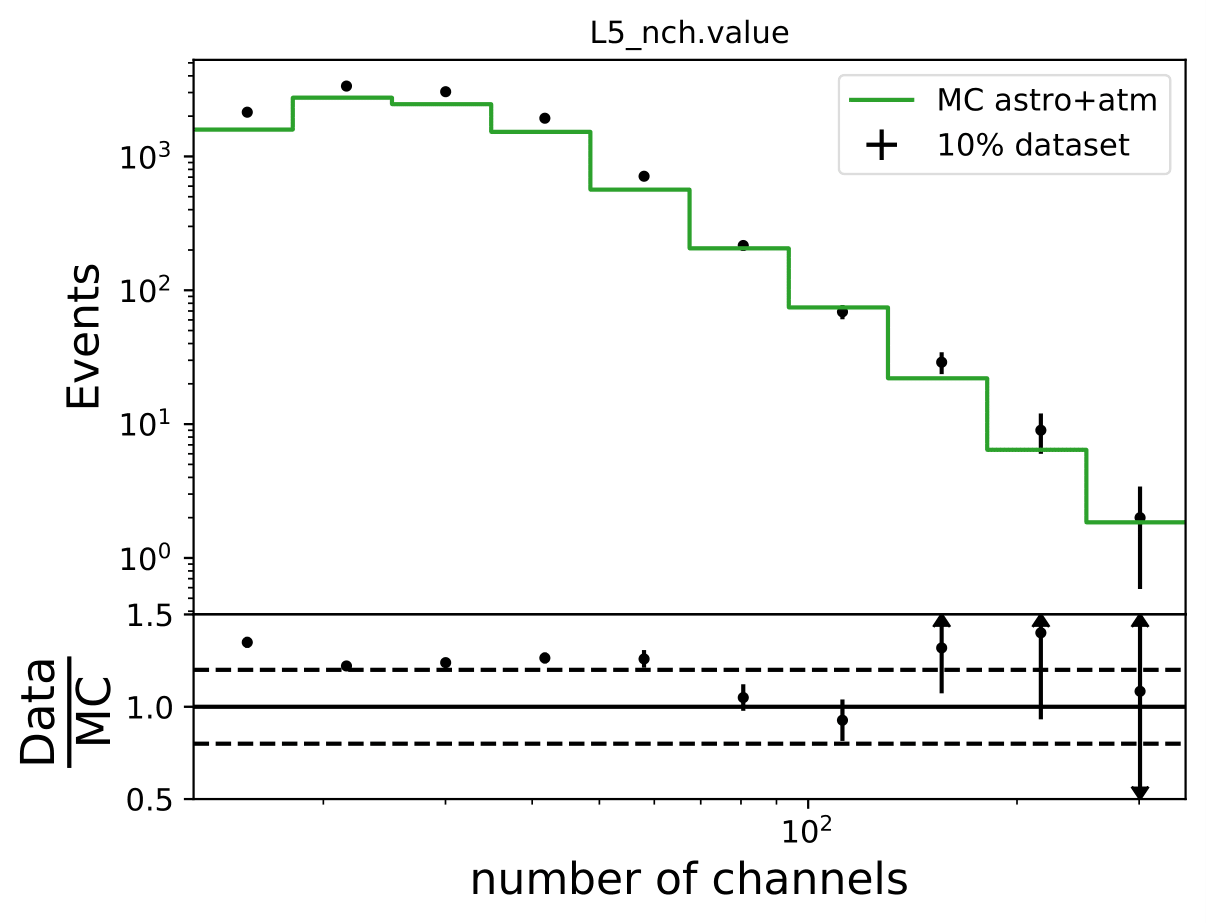 L5_nch.value
MC astro+atm
10% dataset
Events
10³
10²
10¹
10⁰
Data
MC
1.5
1.0
0.5
10²
number of channels